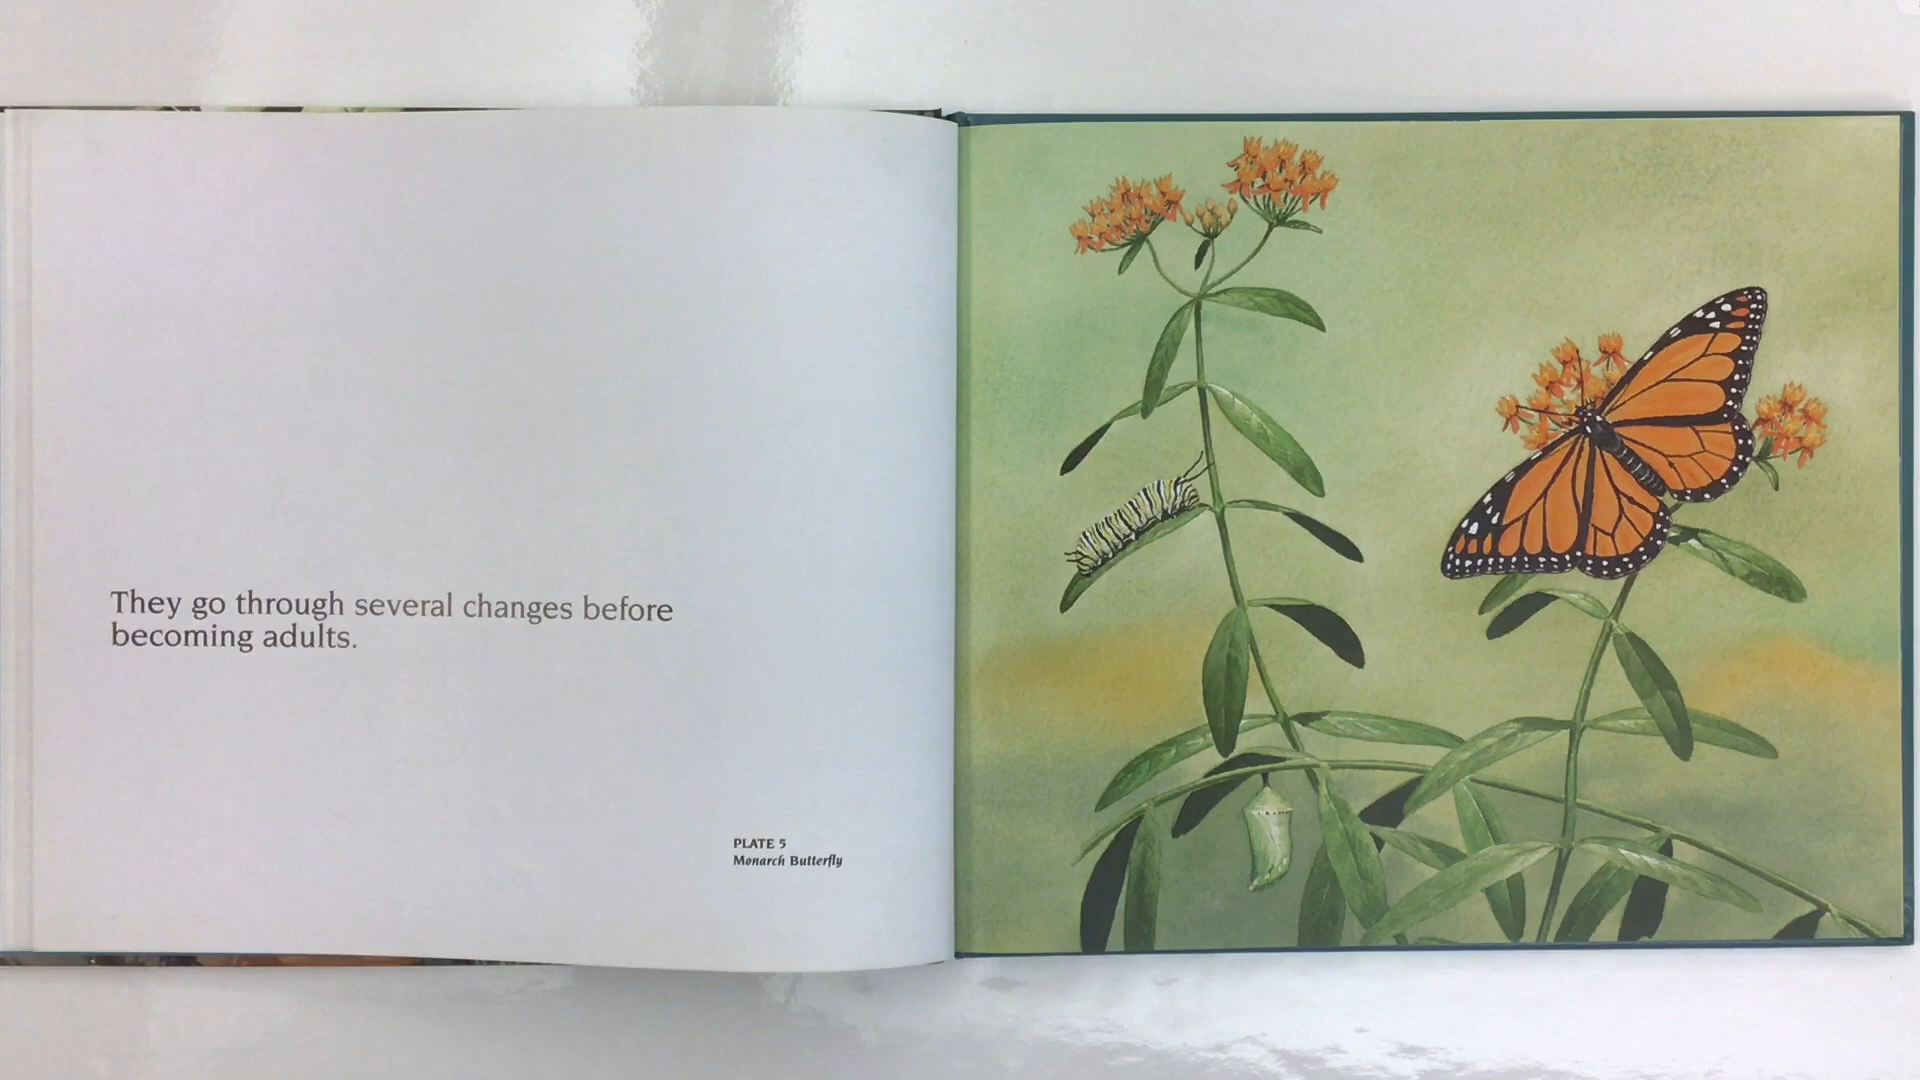 They go through several changes before
becoming adults.
PLATE 5
Monarch Butterfly